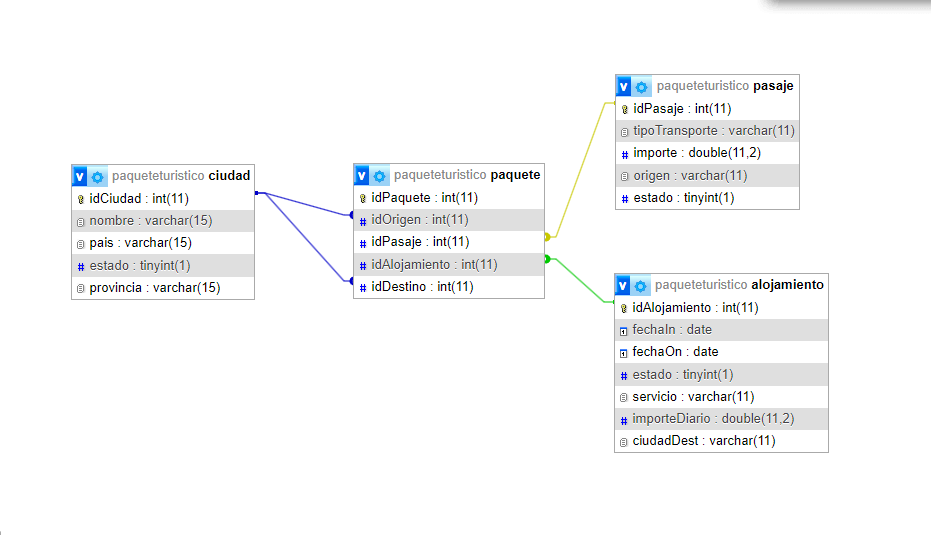 paqueteturistico ciudad
idCiudad : int(11)
nombre : varchar(15)
pais : varchar(15)
estado : tinyint(1)
provincia : varchar(15)
paqueteturistico paquete
idPaquete : int(11)
idOrigen : int(11)
idPasaje : int(11)
idAlojamiento : int(11)
idDestino : int(11)
paqueteturistico pasaje
idPasaje : int(11)
tipoTransporte : varchar(11)
importe : double(11,2)
origen : varchar(11)
estado : tinyint(1)
paqueteturistico alojamiento
idAlojamiento : int(11)
fechaIn : date
fechaOn : date
estado : tinyint(1)
servicio : varchar(11)
importeDiario : double(11,2)
ciudadDest : varchar(11)